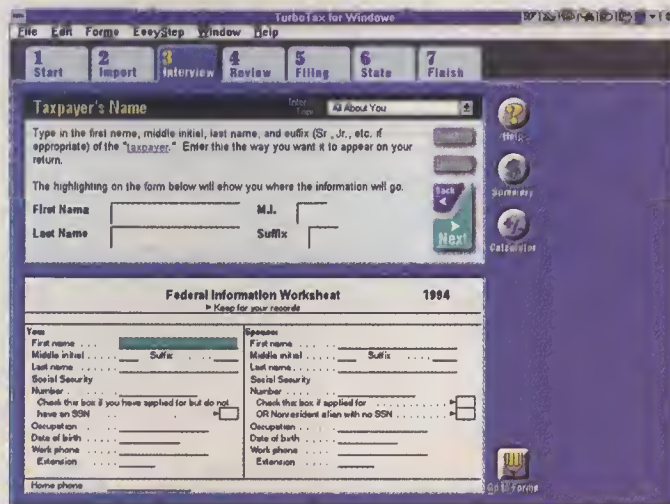 TurboTax for Windows
File Edit Forms EasyStep Window Help
1 Start 2 Import 3 Interview 4 Review 5 Filing 6 State 7 Finish
Taxpayer's Name
All About You
Type in the first name, middle initial, last name, and suffix (Sr., Jr., etc. if
appropriate) of the "taxpayer." Enter this the way you want it to appear on your
return.
The highlighting on the form below will show you where the information will go.
First Name M.I.
Last Name Suffix
Back
Next
Help
Summary
Calculator
Federal Information Worksheet 1994
► Keep for your records
You: Spouse:
First name . . . First name . . .
Middle initial . . . Suffix . . . Middle initial . . . Suffix . . .
Last name . . . Last name . . .
Social Security Social Security
Number . . . Number . . .
Check this box if you have applied for but do not Check this box if applied for . . . ►
have an SSN . . . ► OR Nonresident alien with no SSN . . . ►
Occupation . . . Occupation . . .
Date of birth . . . Date of birth . . .
Work phone . . . Work phone . . .
Extension . . . Extension . . .
Home phone
Go to Forms